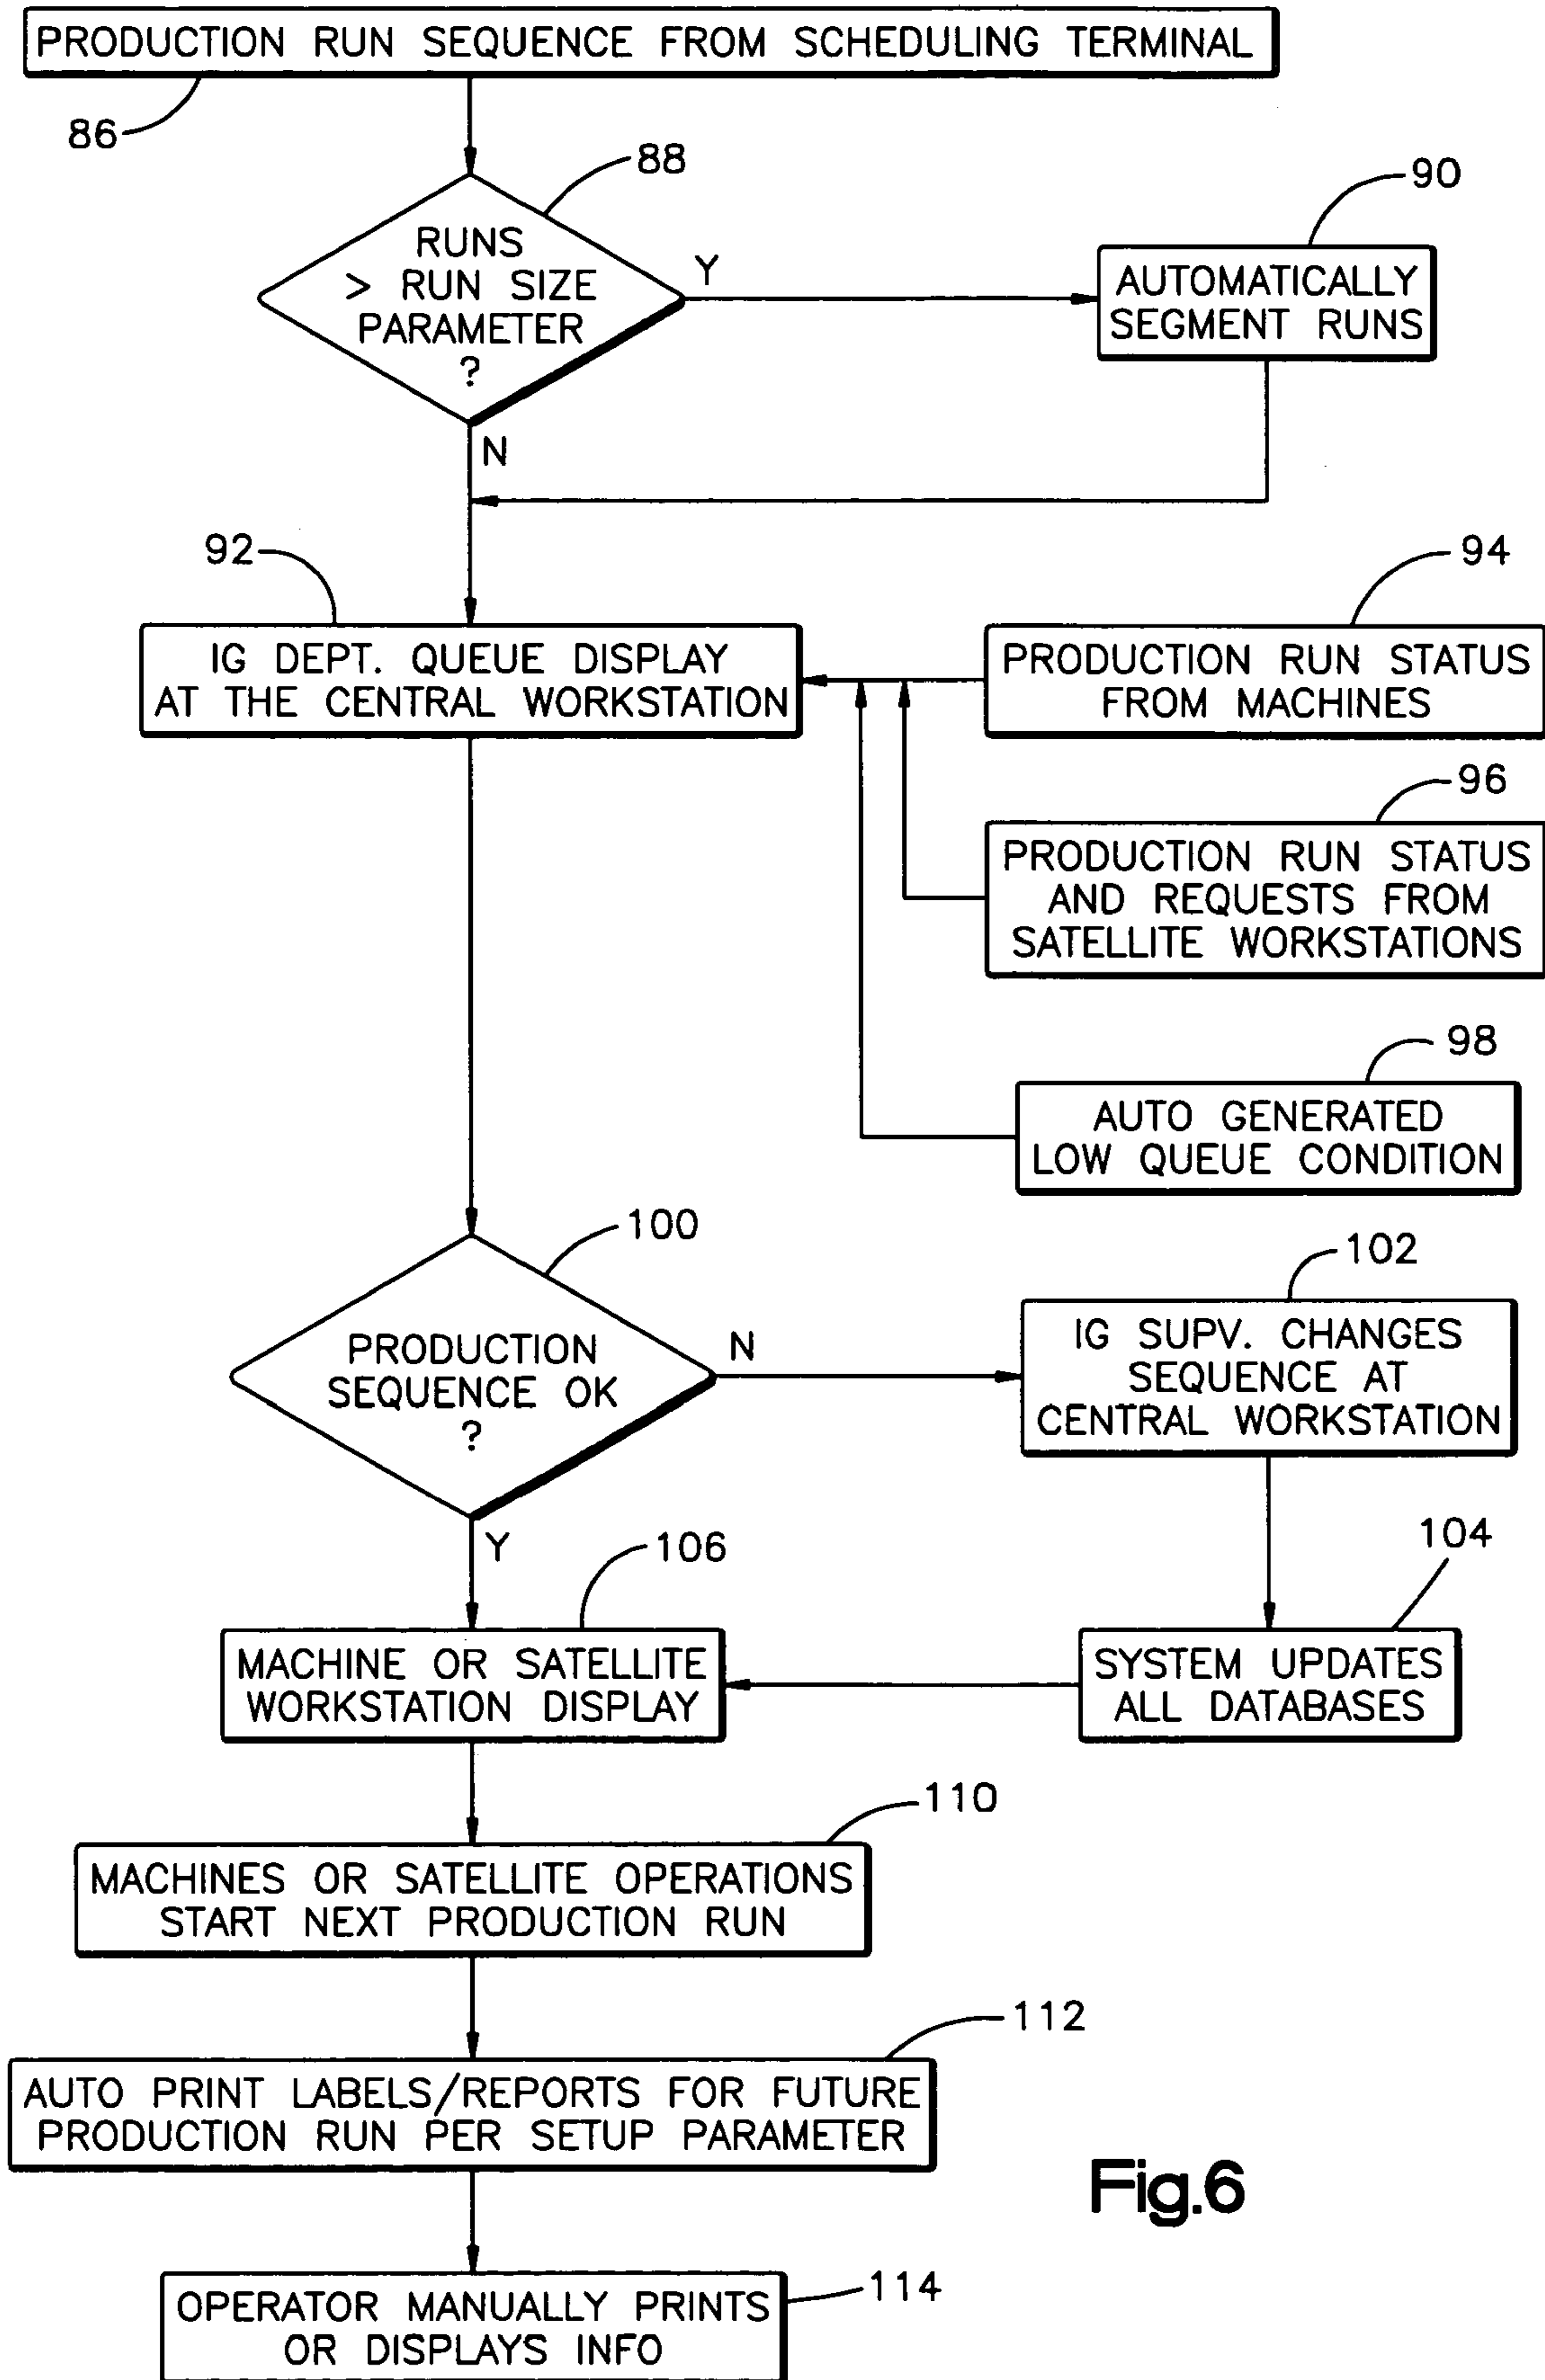 PRODUCTION RUN SEQUENCE FROM SCHEDULING TERMINAL
86
88
90
RUNS
> RUN SIZE
PARAMETER
?
Y
AUTOMATICALLY
SEGMENT RUNS
N
92
94
IG DEPT. QUEUE DISPLAY
AT THE CENTRAL WORKSTATION
PRODUCTION RUN STATUS
FROM MACHINES
96
PRODUCTION RUN STATUS
AND REQUESTS FROM
SATELLITE WORKSTATIONS
98
AUTO GENERATED
LOW QUEUE CONDITION
100
102
PRODUCTION
SEQUENCE OK
?
N
IG SUPV. CHANGES
SEQUENCE AT
CENTRAL WORKSTATION
Y
106
104
MACHINE OR SATELLITE
WORKSTATION DISPLAY
SYSTEM UPDATES
ALL DATABASES
110
MACHINES OR SATELLITE OPERATIONS
START NEXT PRODUCTION RUN
112
AUTO PRINT LABELS/REPORTS FOR FUTURE
PRODUCTION RUN PER SETUP PARAMETER
Fig.6
114
OPERATOR MANUALLY PRINTS
OR DISPLAYS INFO